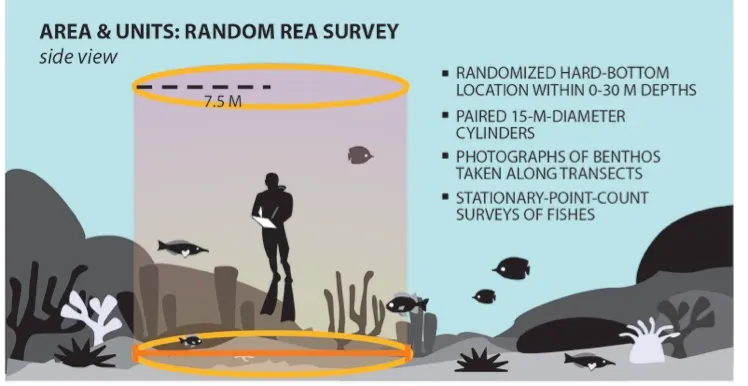 AREA & UNITS: RANDOM REA SURVEY
side view
7.5 M
▪ RANDOMIZED HARD-BOTTOM
LOCATION WITHIN 0-30 M DEPTHS
▪ PAIRED 15-M-DIAMETER
CYLINDERS
▪ PHOTOGRAPHS OF BENTHOS
TAKEN ALONG TRANSECTS
▪ STATIONARY-POINT-COUNT
SURVEYS OF FISHES